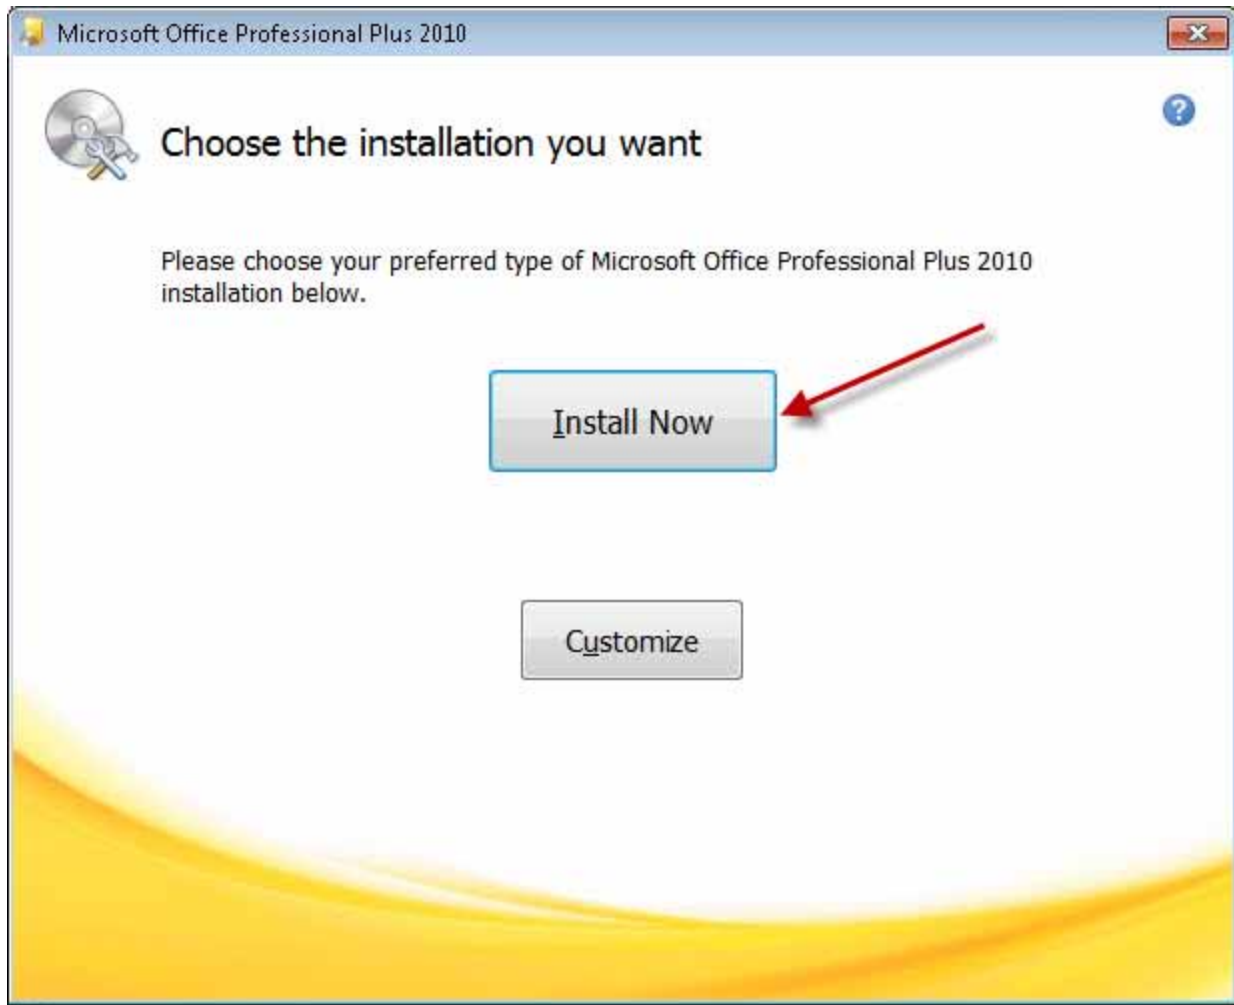 Microsoft Office Professional Plus 2010
Choose the installation you want
?
Please choose your preferred type of Microsoft Office Professional Plus 2010
installation below.
Install Now
Customize